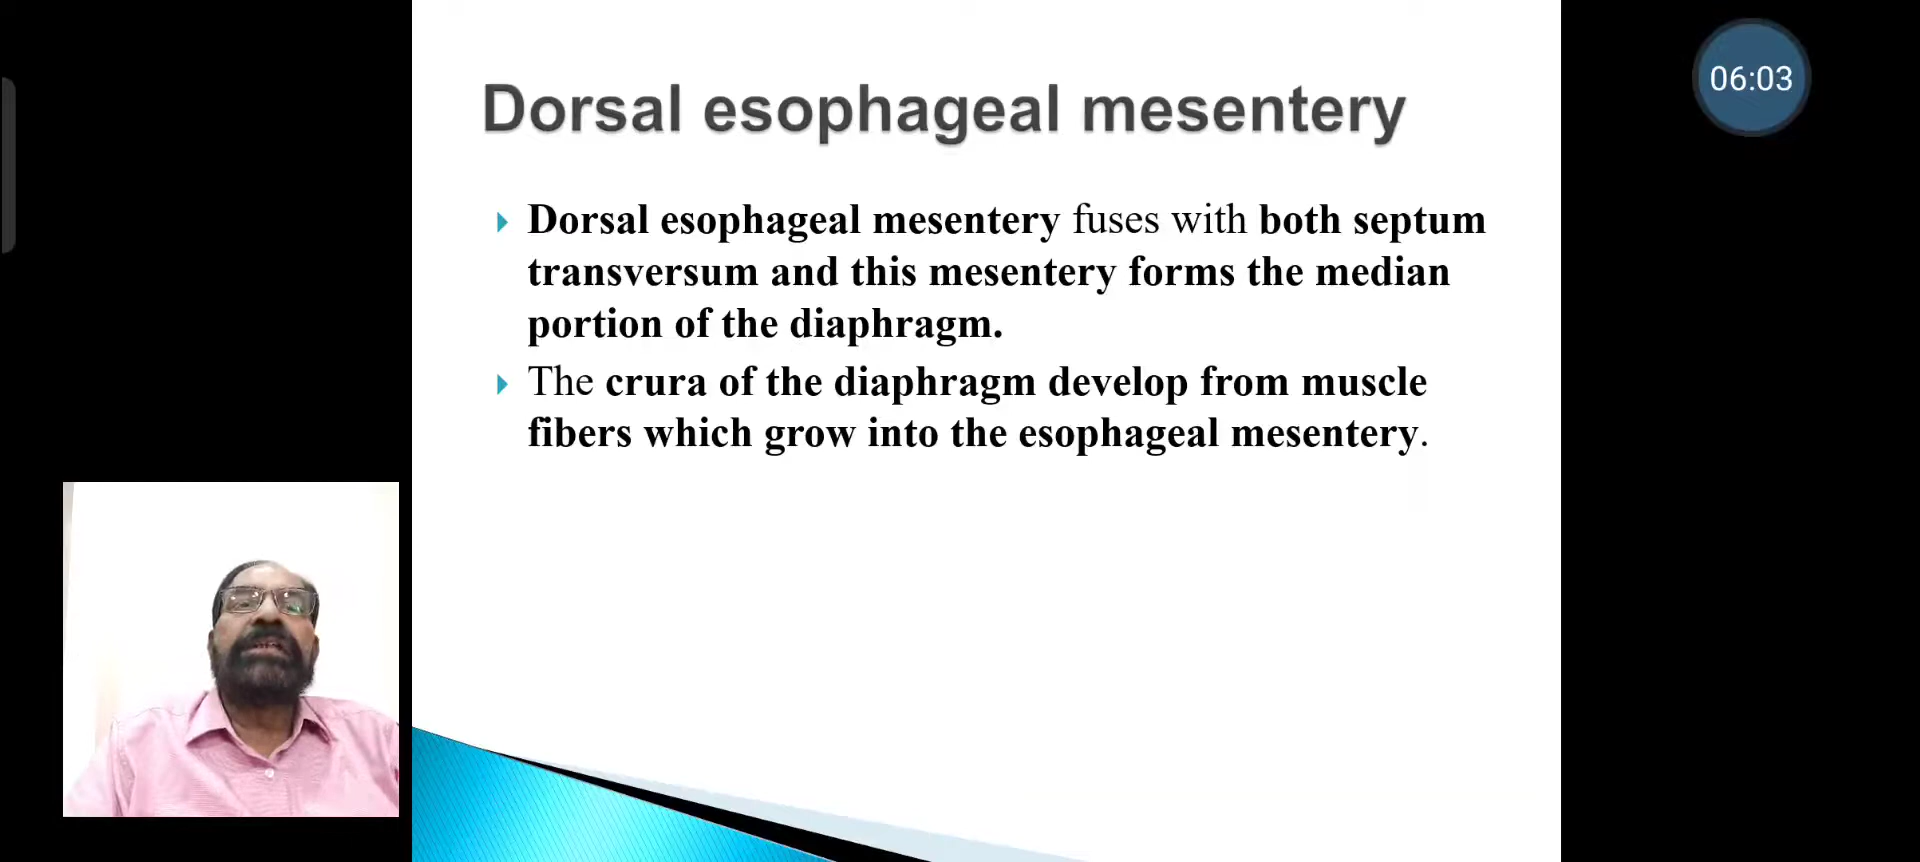 Dorsal esophageal mesentery
06:03
Dorsal esophageal mesentery fuses with both septum
transversum and this mesentery forms the median
portion of the diaphragm.
The crura of the diaphragm develop from muscle
fibers which grow into the esophageal mesentery.